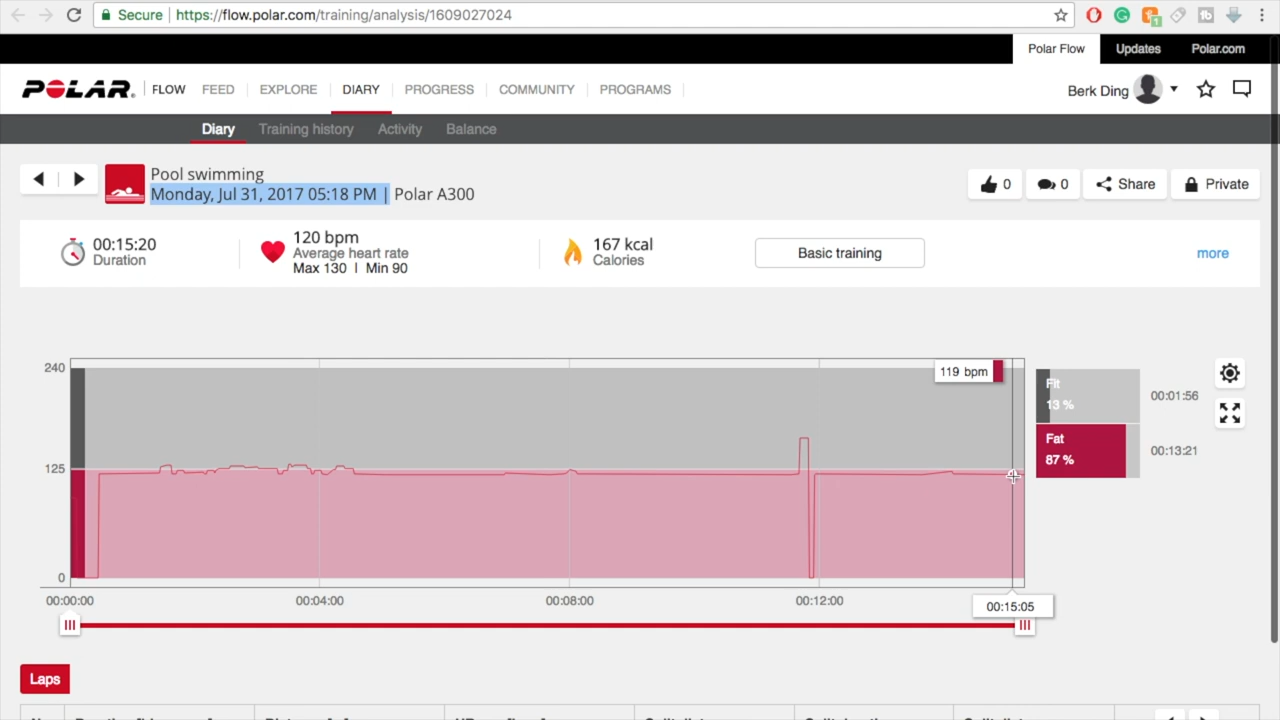 Secure | https://flow.polar.com/training/analysis/1609027024
Polar Flow Updates Polar.com
POLAR. FLOW FEED EXPLORE DIARY PROGRESS COMMUNITY PROGRAMS Berk Ding
Diary Training history Activity Balance
Pool swimming
Monday, Jul 31, 2017 05:18 PM | Polar A300
0 0 Share Private
00:15:20
Duration
120 bpm
Average heart rate
Max 130 | Min 90
167 kcal
Calories
Basic training
more
240
125
0
119 bpm
Fit
13 %
00:01:56
Fat
87 %
00:13:21
00:00:00 00:04:00 00:08:00 00:12:00 00:15:05
Laps